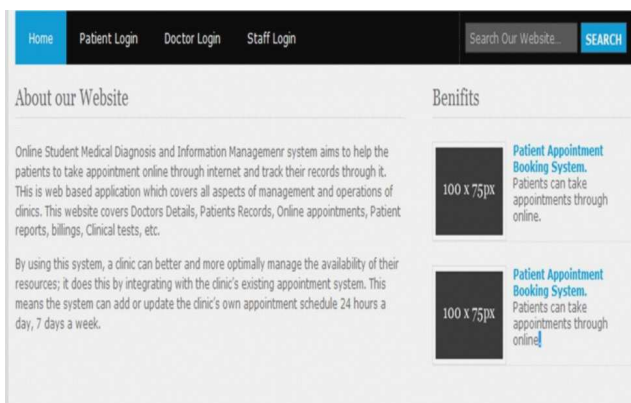 Home Patient Login Doctor Login Staff Login Search Our Website... SEARCH
About our Website
Online Student Medical Diagnosis and Information Managemenr system aims to help the
patients to take appointment online through internet and track their records through it.
THis is web based application which covers all aspects of management and operations of
clinics. This website covers Doctors Details, Patients Records, Online appointments, Patient
reports, billings, Clinical tests, etc.
By using this system, a clinic can better and more optimally manage the availability of their
resources; it does this by integrating with the clinic's existing appointment system. This
means the system can add or update the clinic's own appointment schedule 24 hours a
day, 7 days a week.
Benifits
100 x 75px
Patient Appointment
Booking System.
Patients can take
appointments through
online.
100 x 75px
Patient Appointment
Booking System.
Patients can take
appointments through
online.